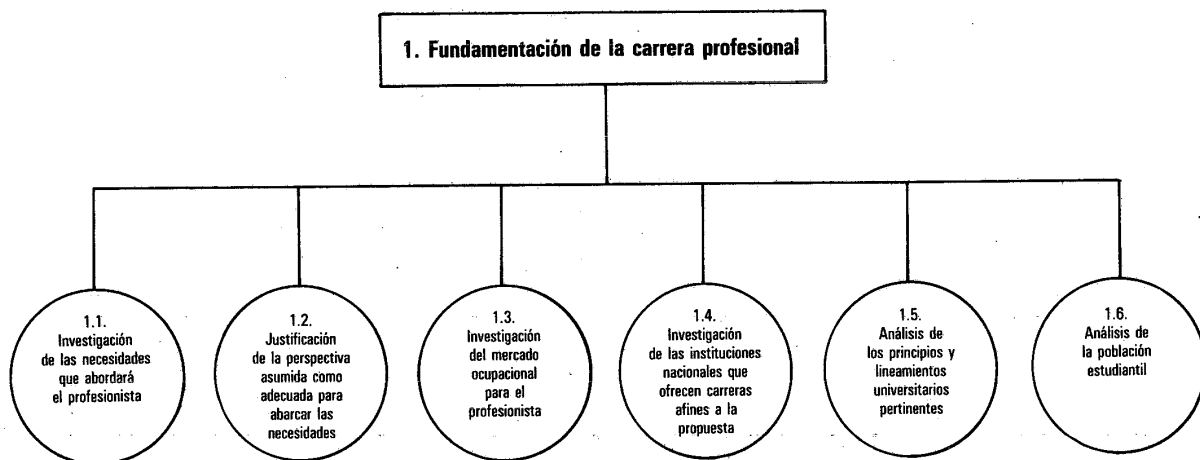 1. Fundamentación de la carrera profesional
1.1.
Investigación
de las necesidades
que abordará
el profesionista
1.2.
Justificación
de la perspectiva
asumida como
adecuada para
abarcar las
necesidades
1.3.
Investigación
del mercado
ocupacional
para el
profesionista
1.4.
Investigación
de las instituciones
nacionales que
ofrecen carreras
afines a la
propuesta
1.5.
Análisis de
los principios y
lineamientos
universitarios
pertinentes
1.6.
Análisis de
la población
estudiantil